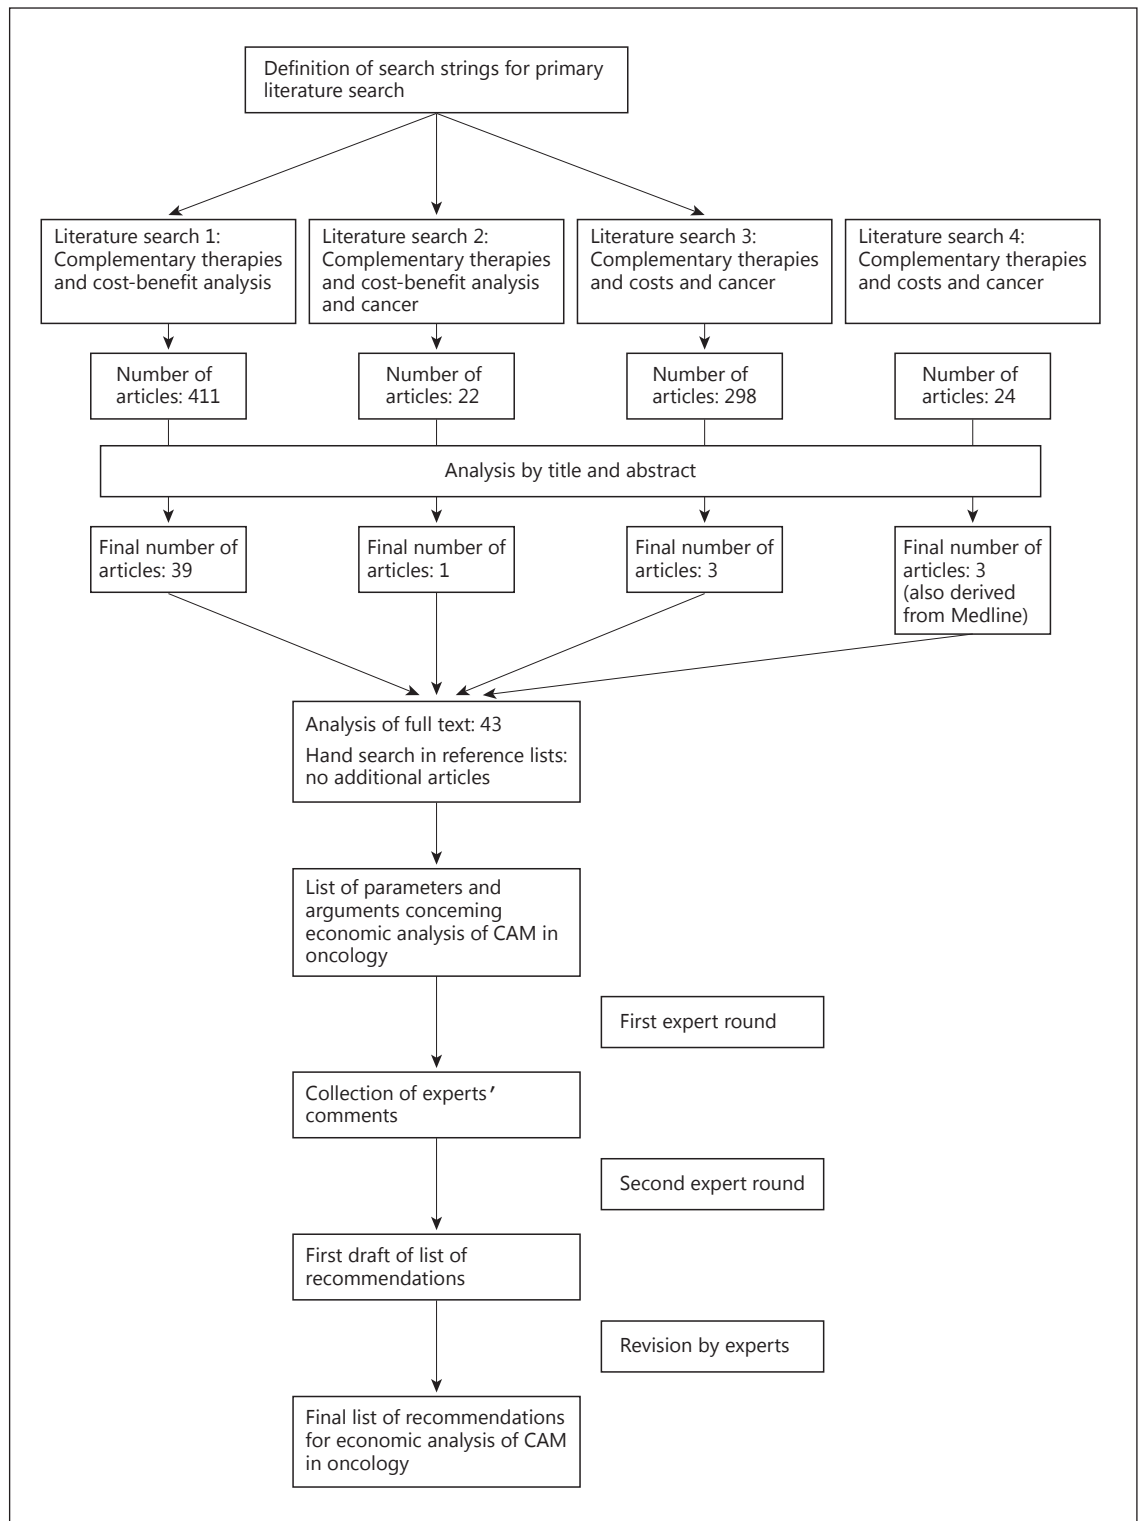 Definition of search strings for primary
literature search
Literature search 1:
Complementary therapies
and cost-benefit analysis
Literature search 2:
Complementary therapies
and cost-benefit analysis
and cancer
Literature search 3:
Complementary therapies
and costs and cancer
Literature search 4:
Complementary therapies
and costs and cancer
Number of
articles: 411
Number of
articles: 22
Number of
articles: 298
Number of
articles: 24
Analysis by title and abstract
Final number of
articles: 39
Final number of
articles: 1
Final number of
articles: 3
Final number of
articles: 3
(also derived
from Medline)
Analysis of full text: 43
Hand search in reference lists:
no additional articles
List of parameters and
arguments conceming
economic analysis of CAM in
oncology
First expert round
Collection of experts’
comments
Second expert round
First draft of list of
recommendations
Revision by experts
Final list of recommendations
for economic analysis of CAM
in oncology